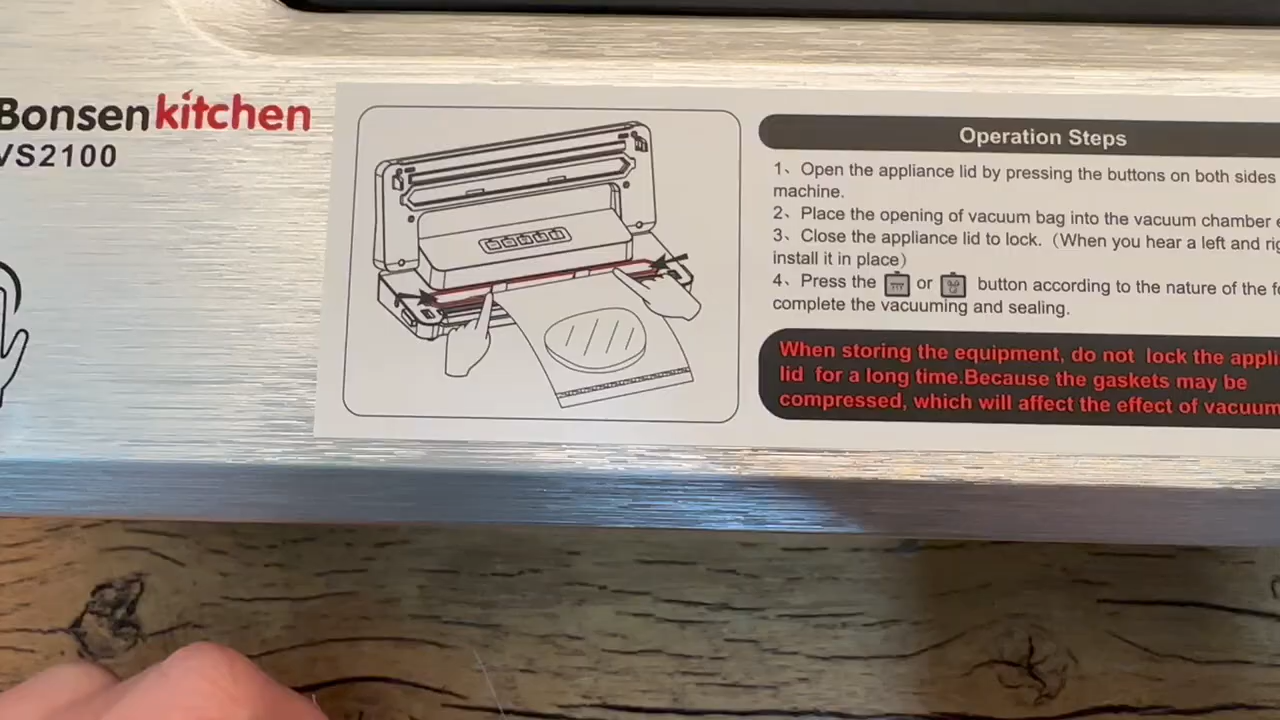 Bonsenkitchen
VS2100
Operation Steps
1、Open the appliance lid by pressing the buttons on both sides
machine.
2、Place the opening of vacuum bag into the vacuum chamber
3、Close the appliance lid to lock.（When you hear a left and
install it in place）
4、Press the or button according to the nature of the
complete the vacuuming and sealing.
When storing the equipment, do not lock the
lid for a long time.Because the gaskets may be
compressed, which will affect the effect of vacuum